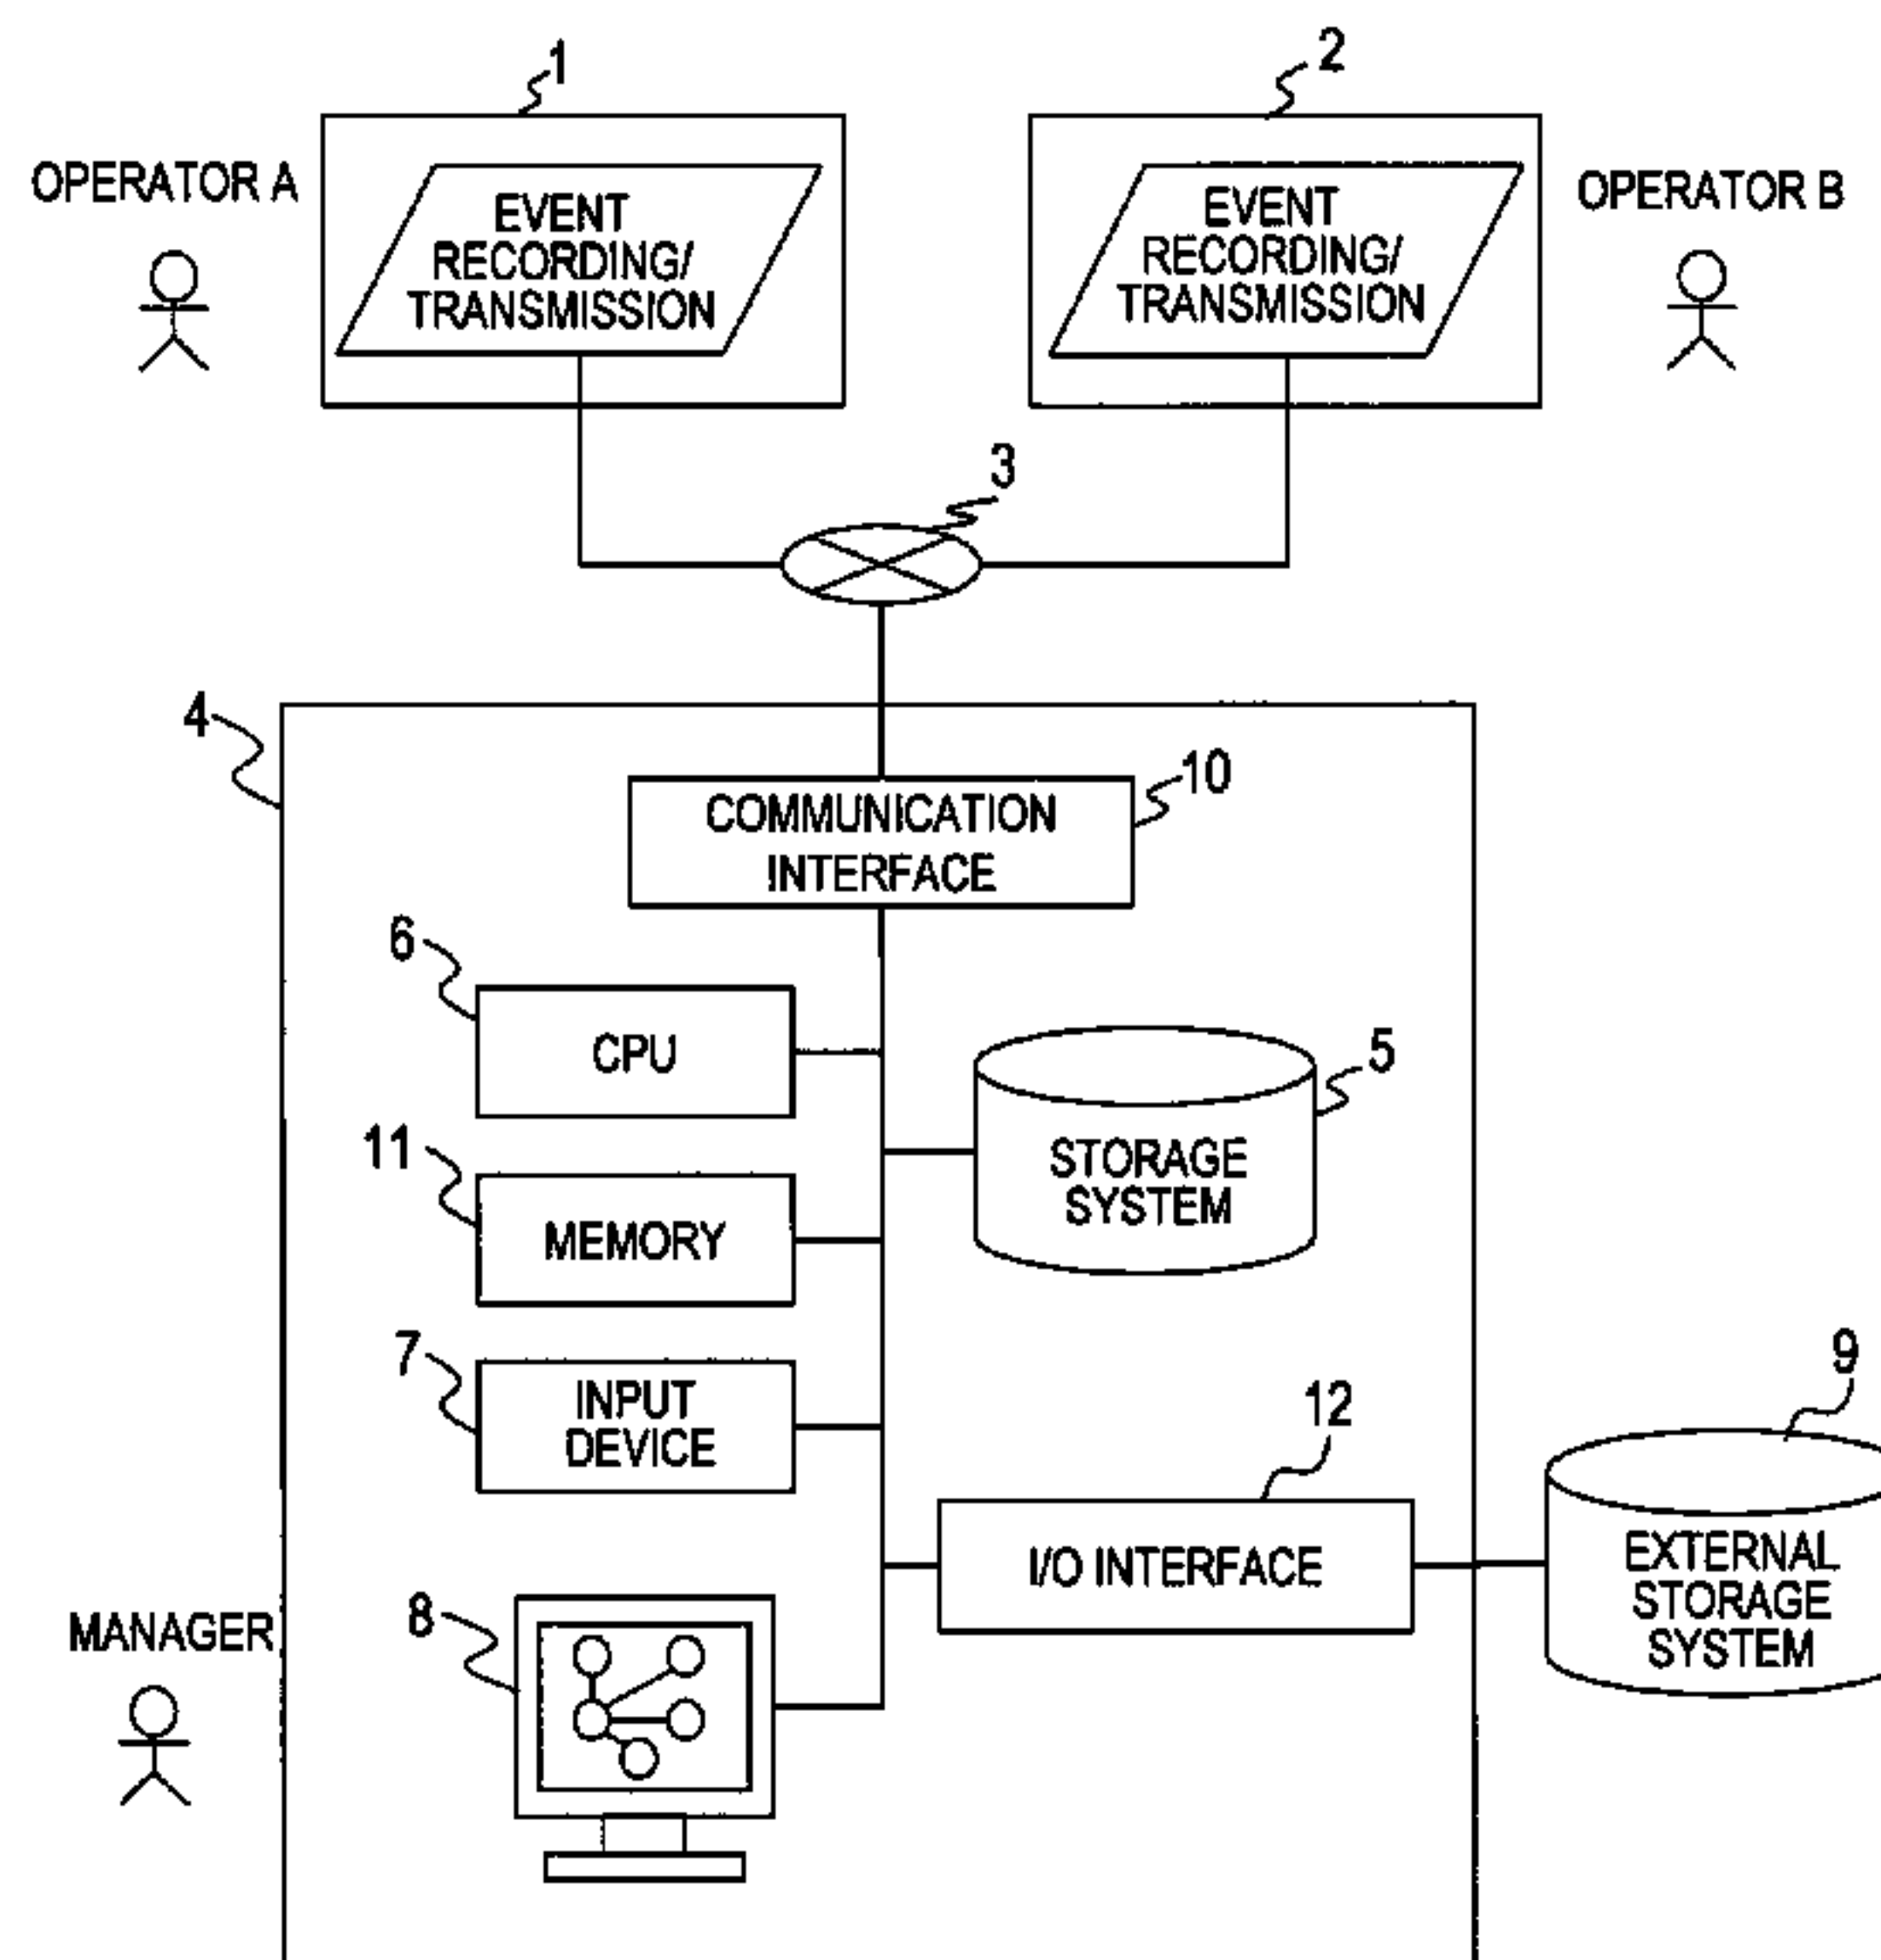 1
2
OPERATOR A
EVENT
RECORDING/
TRANSMISSION
EVENT
RECORDING/
TRANSMISSION
OPERATOR B
3
4
10
COMMUNICATION
INTERFACE
6
CPU
5
STORAGE
SYSTEM
11
MEMORY
7
INPUT
DEVICE
12
I/O INTERFACE
9
EXTERNAL
STORAGE
SYSTEM
MANAGER
8